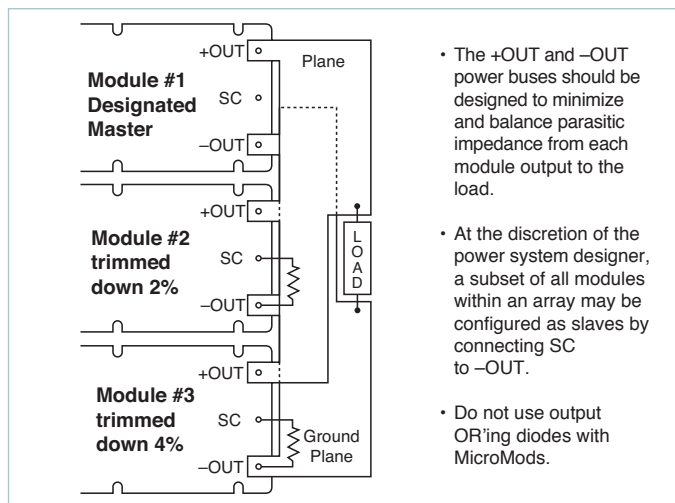 +OUT
Plane
Module #1
Designated
Master
SC
–OUT
+OUT
Module #2
trimmed
down 2%
SC
–OUT
LOAD
+OUT
Module #3
trimmed
down 4%
SC
Ground
Plane
–OUT
• The +OUT and –OUT
power buses should be
designed to minimize
and balance parasitic
impedance from each
module output to the
load.
• At the discretion of the
power system designer,
a subset of all modules
within an array may be
configured as slaves by
connecting SC
to –OUT.
• Do not use output
OR'ing diodes with
MicroMods.